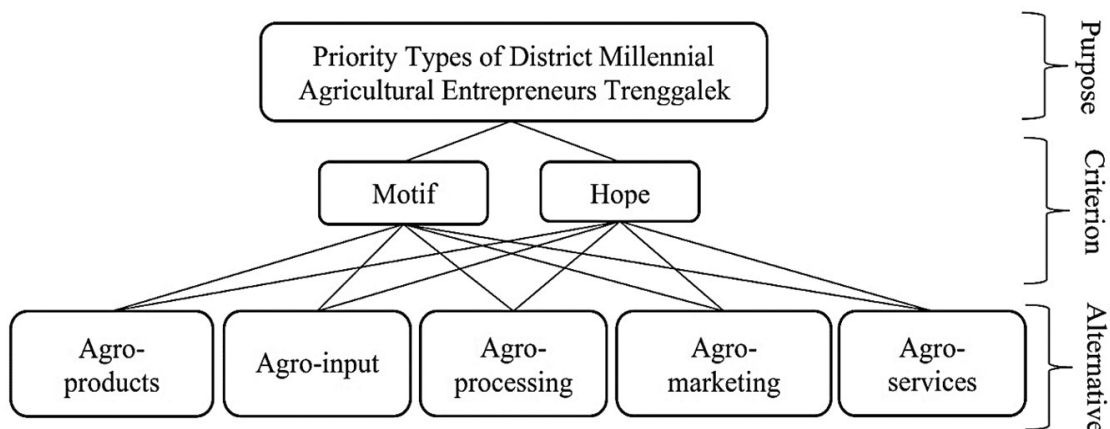 Priority Types of District Millennial
Agricultural Entrepreneurs Trenggalek
Purpose
Motif
Hope
Criterion
Agro-
products
Agro-input
Agro-
processing
Agro-
marketing
Agro-
services
Alternative